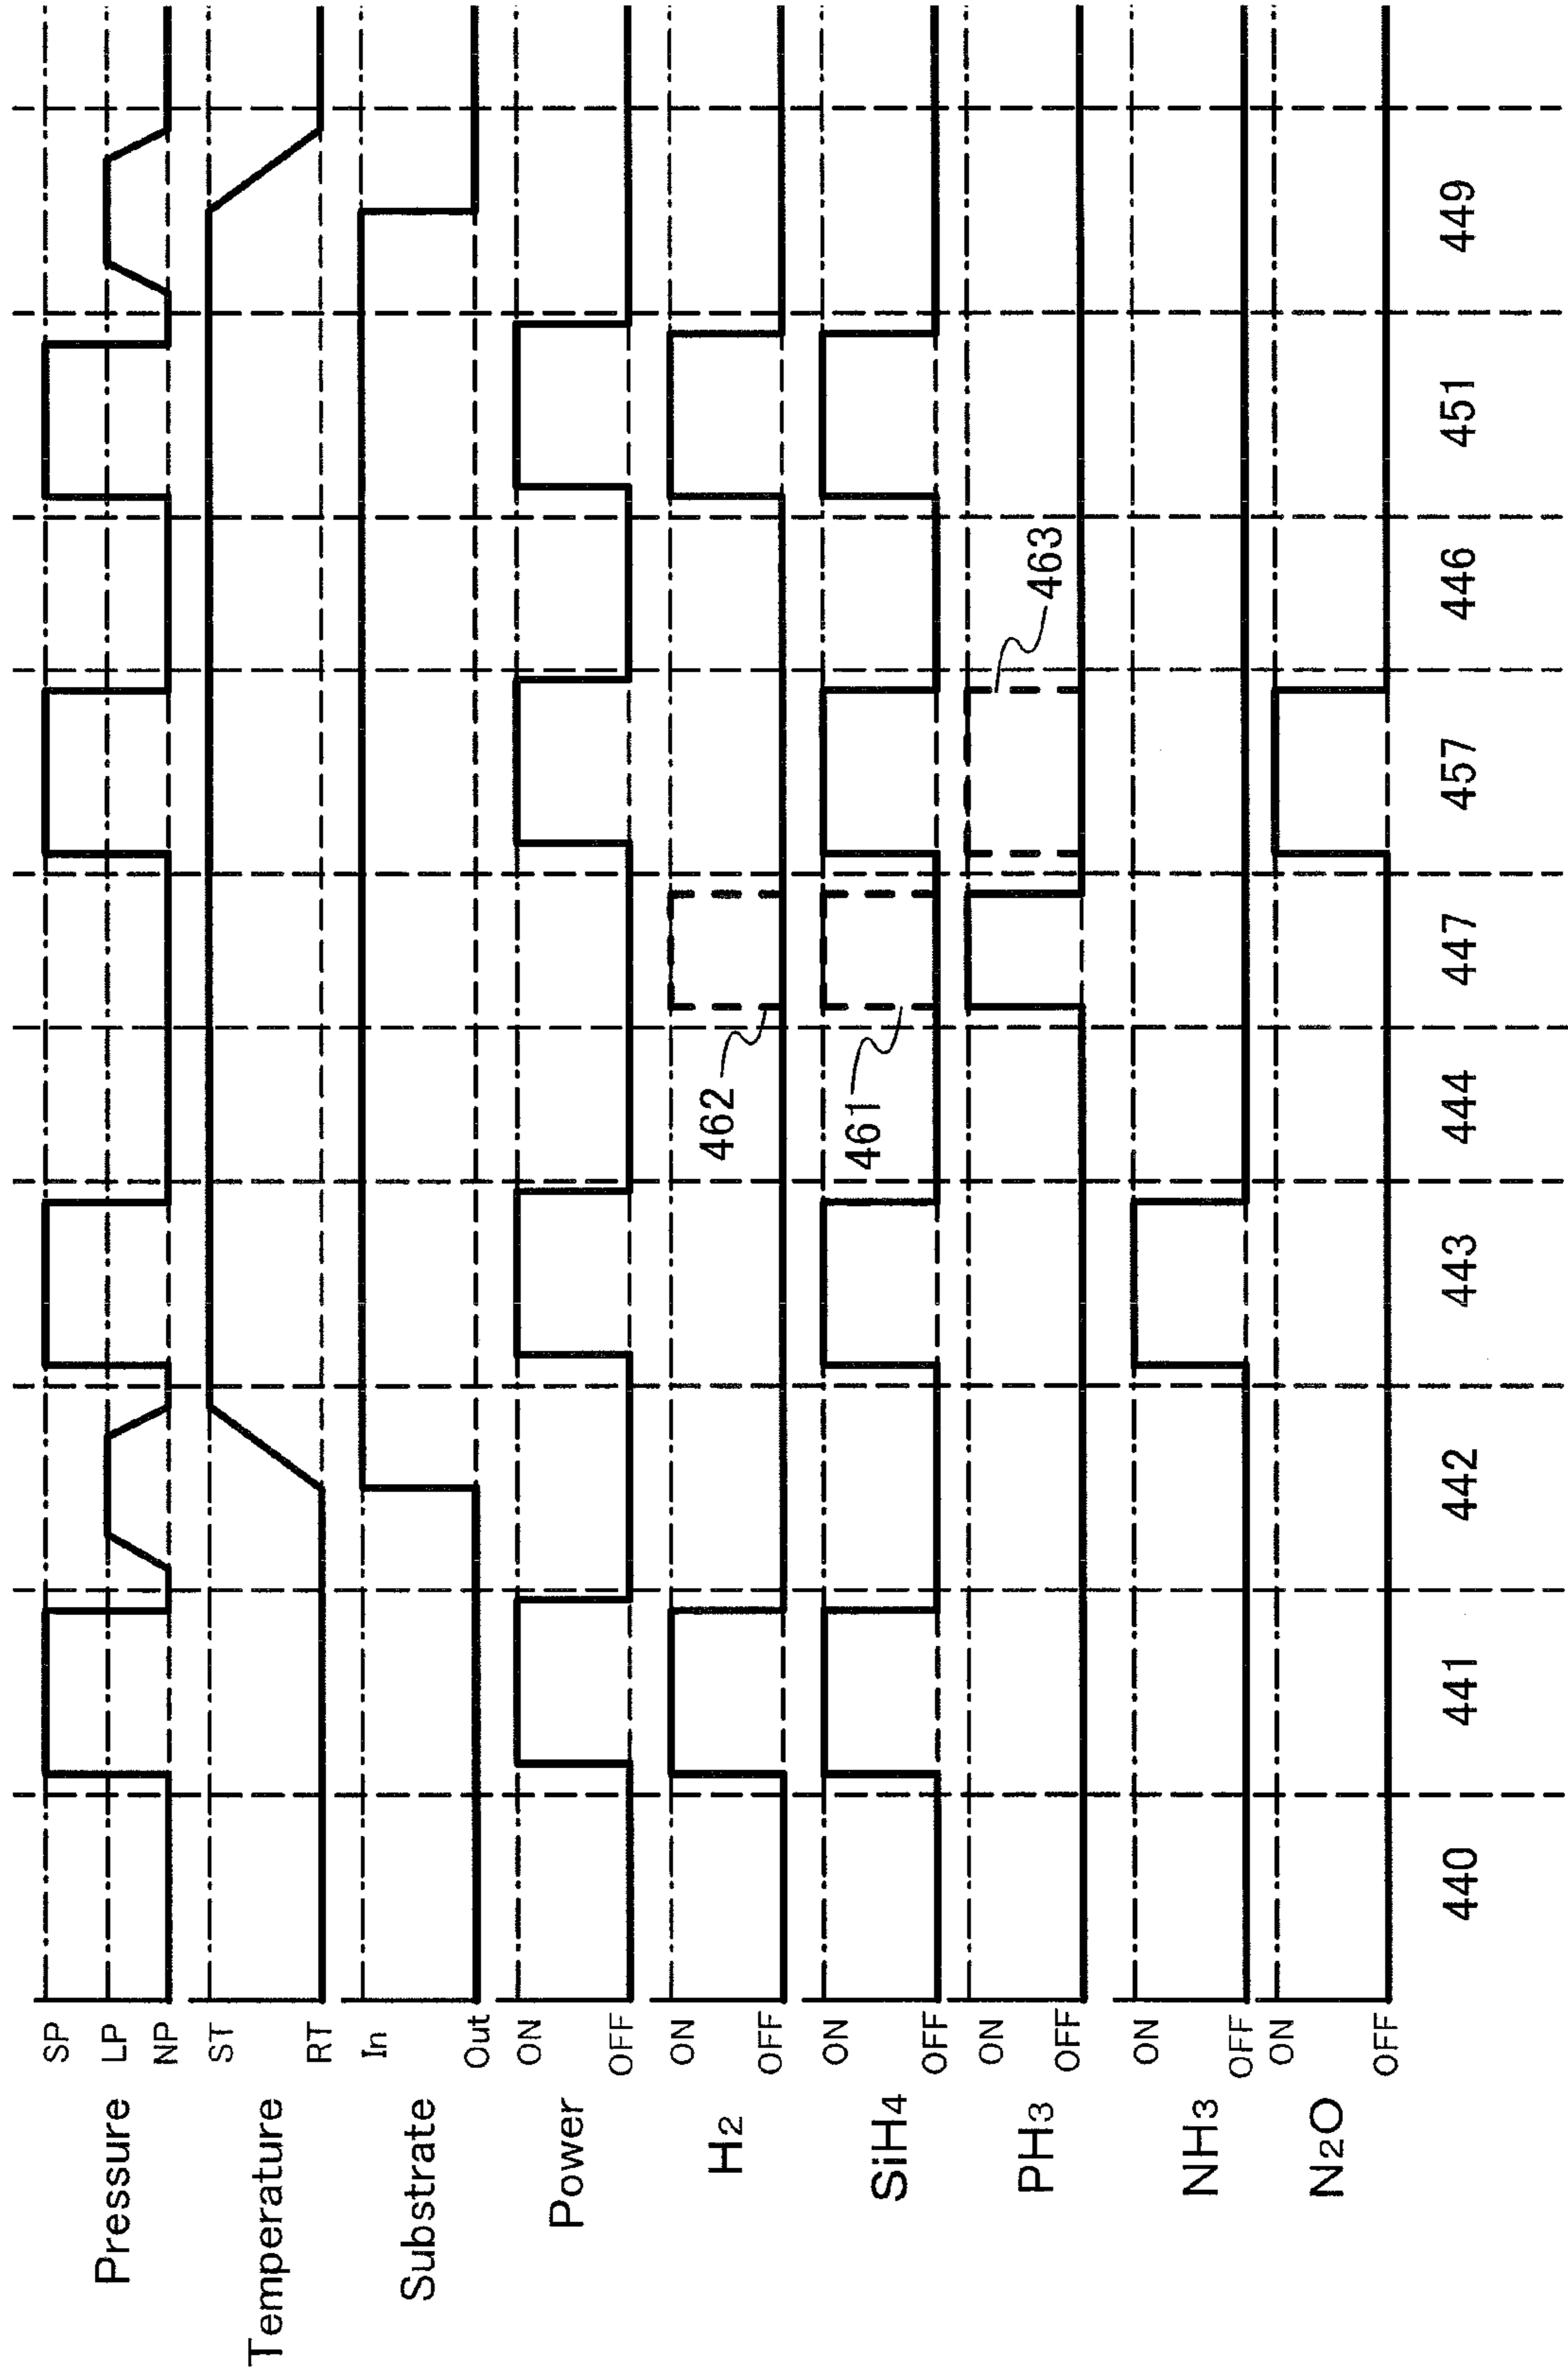 Pressure
SP
LP
NP
Temperature
ST
RT
Substrate
In
Out
Power
ON
OFF
H2
ON
OFF
462
SiH4
ON
OFF
461
PH3
ON
OFF
463
NH3
ON
OFF
N2O
ON
OFF
440 441 442 443 444 447 457 446 451 449